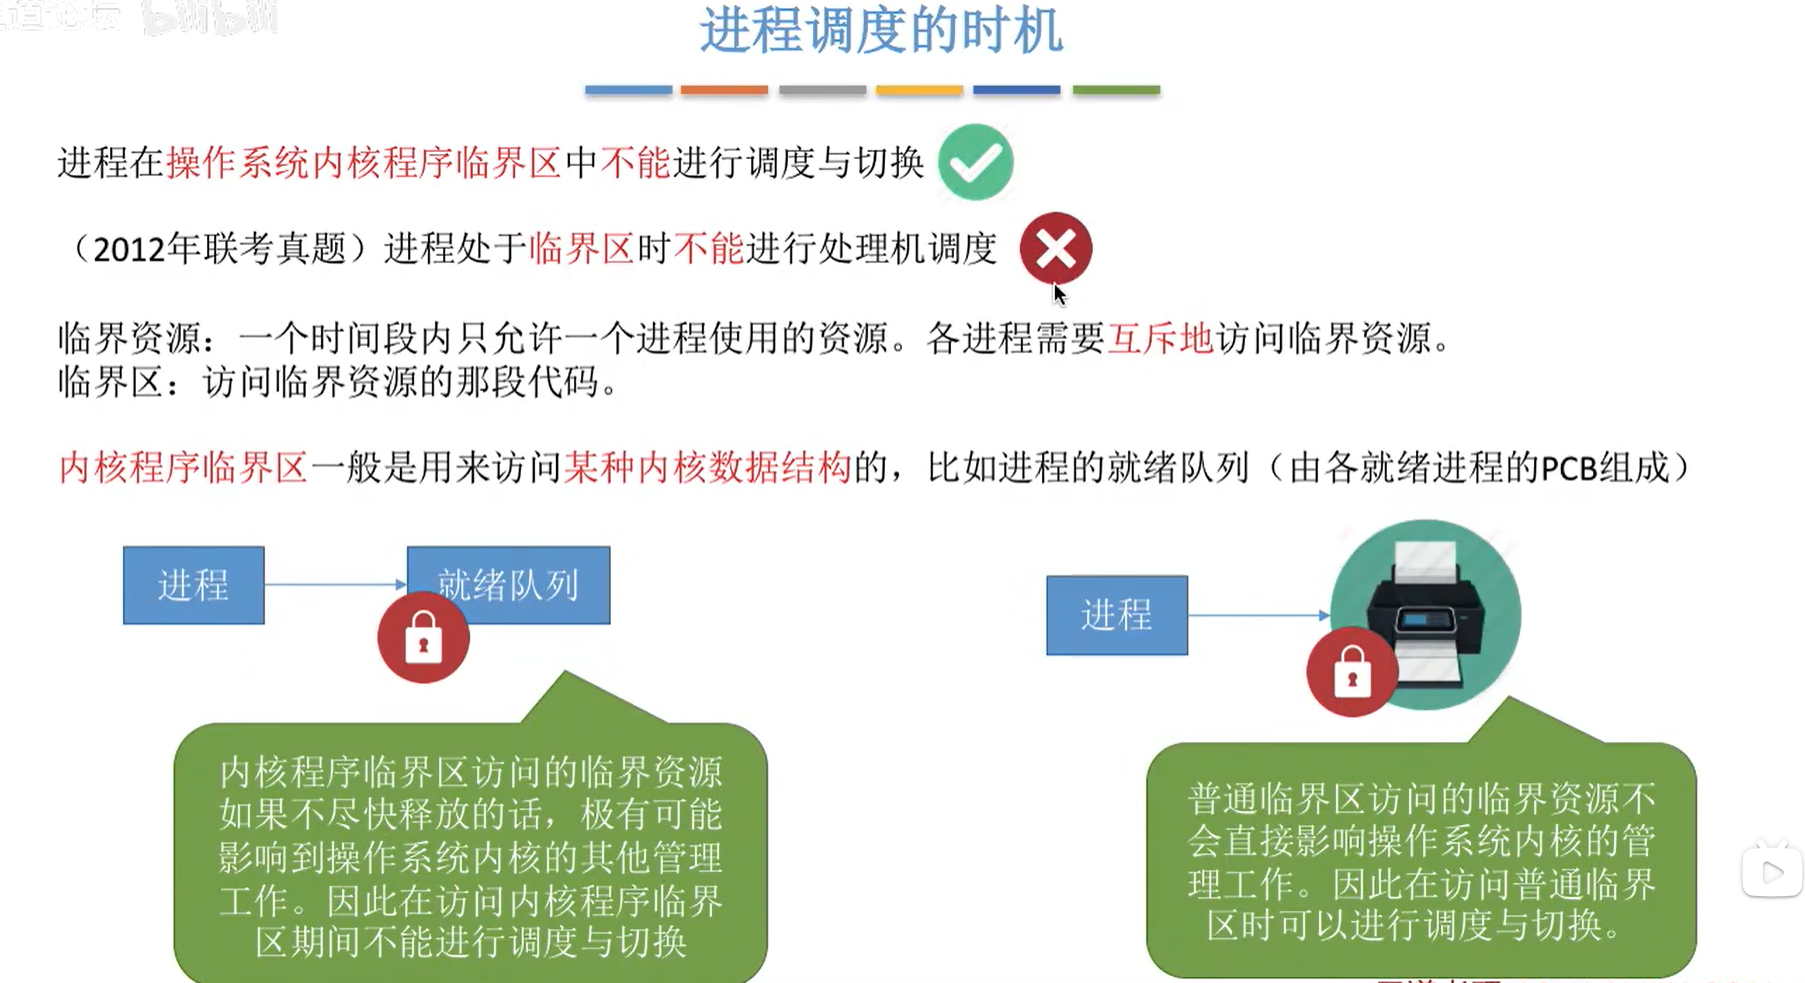 bilibili
进程调度的时机
进程在操作系统内核程序临界区中不能进行调度与切换
（2012年联考真题）进程处于临界区时不能进行处理机调度
临界资源：一个时间段内只允许一个进程使用的资源。各进程需要互斥地访问临界资源。
临界区：访问临界资源的那段代码。
内核程序临界区一般是用来访问某种内核数据结构的，比如进程的就绪队列（由各就绪进程的PCB组成）
进程
就绪队列
进程
内核程序临界区访问的临界资源
如果不尽快释放的话，极有可能
影响到操作系统内核的其他管理
工作。因此在访问内核程序临界
区期间不能进行调度与切换
普通临界区访问的临界资源不
会直接影响操作系统内核的管
理工作。因此在访问普通临界
区时可以进行调度与切换。